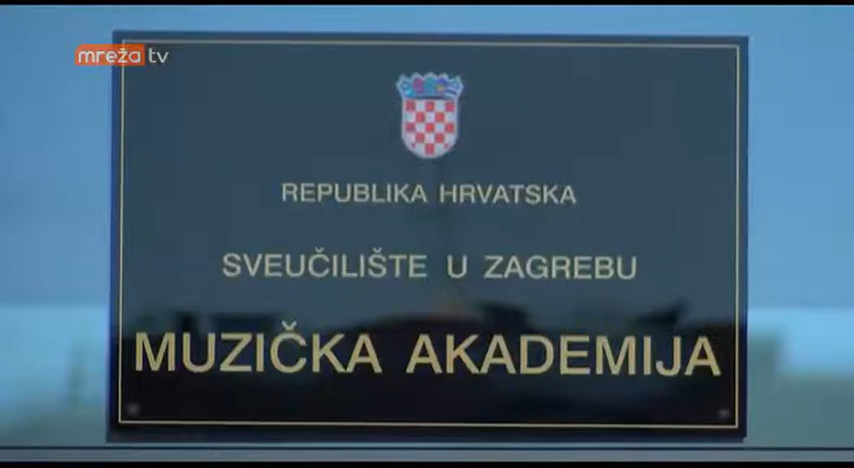 mreža tv
REPUBLIKA HRVATSKA
SVEUČILIŠTE U ZAGREBU
MUZIČKA AKADEMIJA